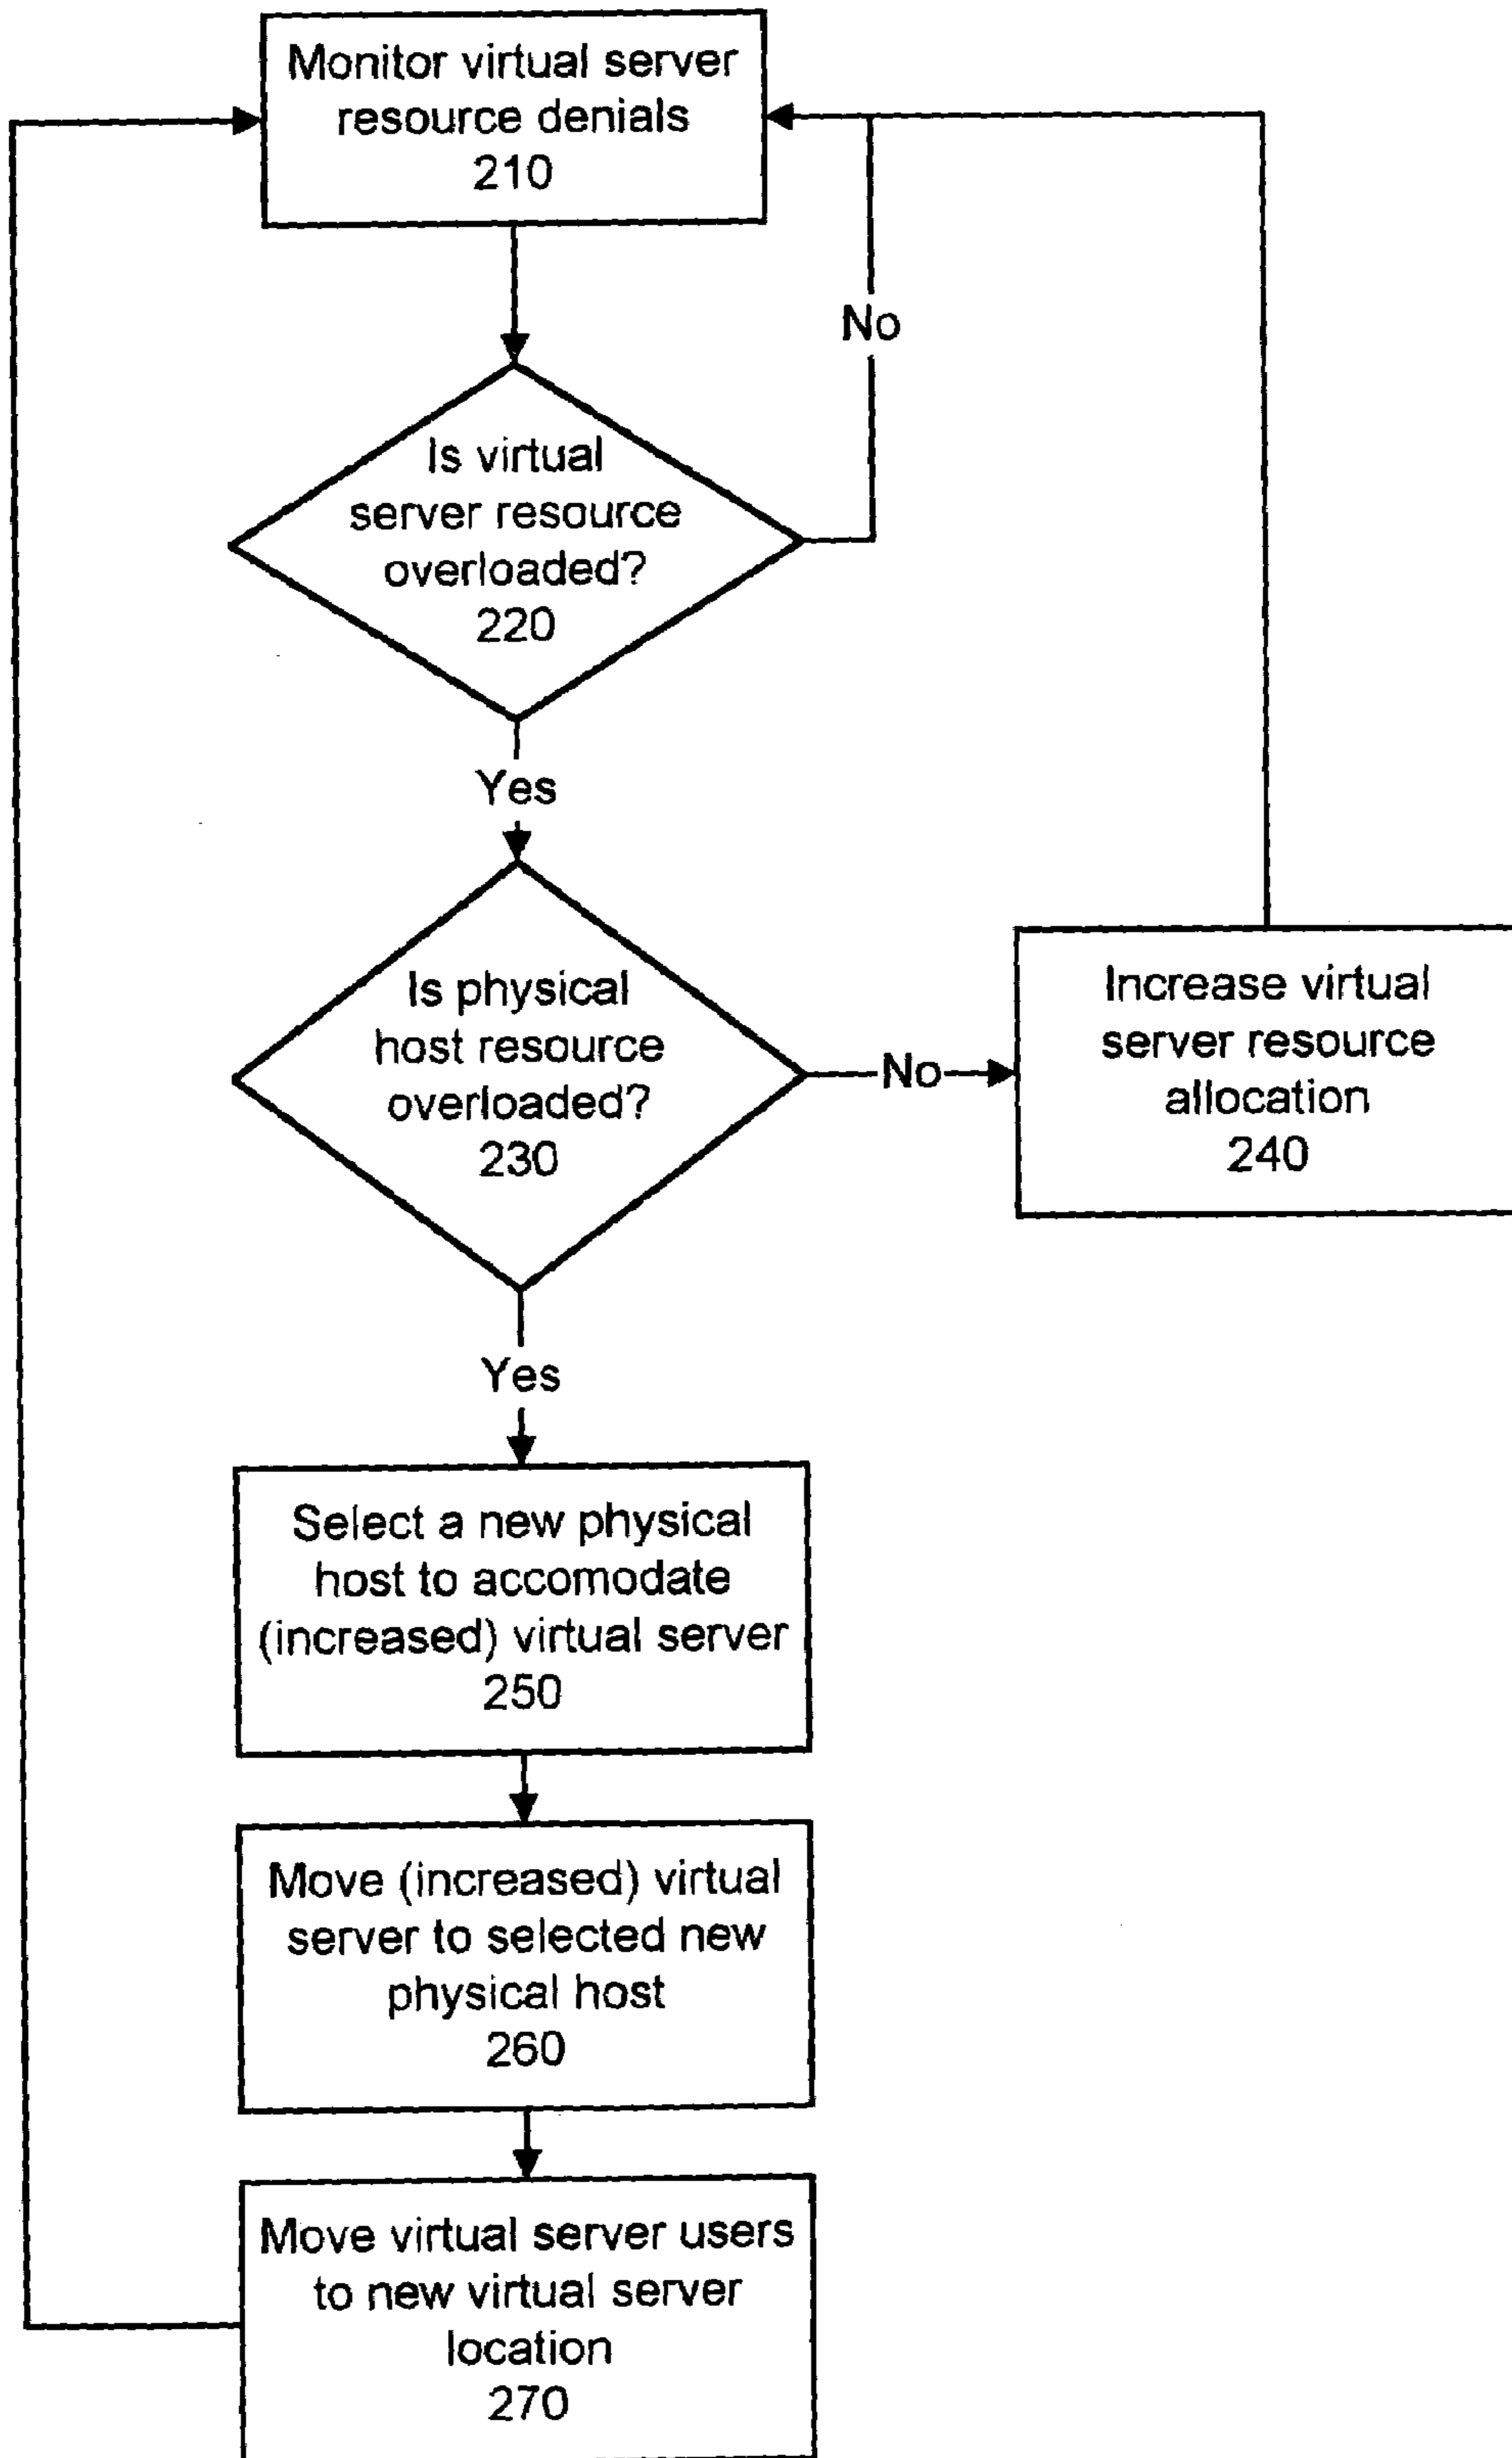 Monitor virtual server
resource denials
210
No
Is virtual
server resource
overloaded?
220
Yes
Is physical
host resource
overloaded?
230
No
Increase virtual
server resource
allocation
240
Yes
Select a new physical
host to accomodate
(increased) virtual server
250
Move (increased) virtual
server to selected new
physical host
260
Move virtual server users
to new virtual server
location
270